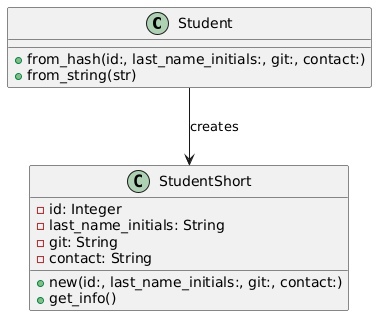 C Student
from_hash(id:, last_name_initials:, git:, contact:)
from_string(str)
creates
C StudentShort
id: Integer
last_name_initials: String
git: String
contact: String
new(id:, last_name_initials:, git:, contact:)
get_info()